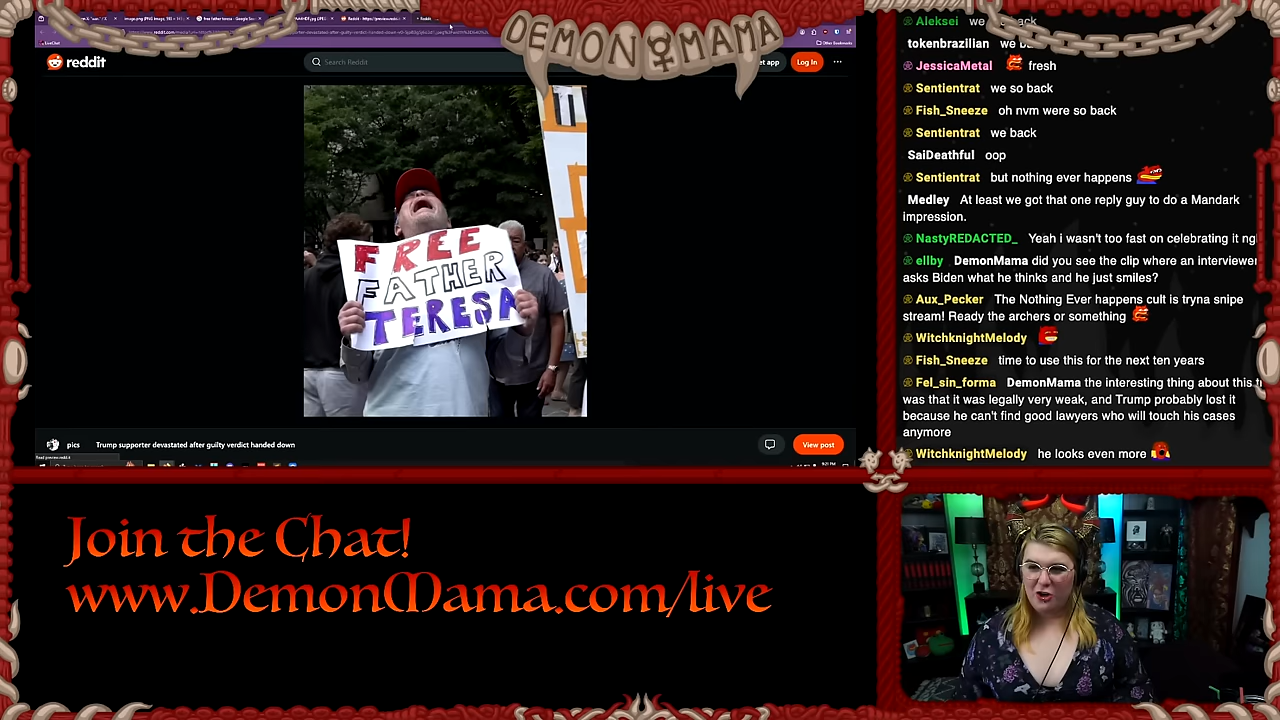 DEMON MAMA
reddit
Search Reddit
Log In
FREE
FATHER
TERESA
pics Trump supporter devastated after guilty verdict handed down
View post
Join the Chat!
www.DemonMama.com/live
Aleksei
tokenbrazilian
JessicaMetal fresh
Sentientrat we so back
Fish_Sneeze oh nvm were so back
Sentientrat we back
SaiDeathful oop
Sentientrat but nothing ever happens
Medley At least we got that one reply guy to do a Mandark
impression.
NastyREDACTED_ Yeah i wasn't too fast on celebrating it ngl
ellby DemonMama did you see the clip where an interviewer
asks Biden what he thinks and he just smiles?
Aux_Pecker The Nothing Ever
stream! Ready the archers or something
WitchknightMelody
Fish_Sneeze time to use this for the next ten years
Fel_sin_forma DemonMama the interesting thing about this
was that it was legally very weak, and Trump probably lost it
because he can't find good lawyers who will touch his cases
anymore
WitchknightMelody he looks even more